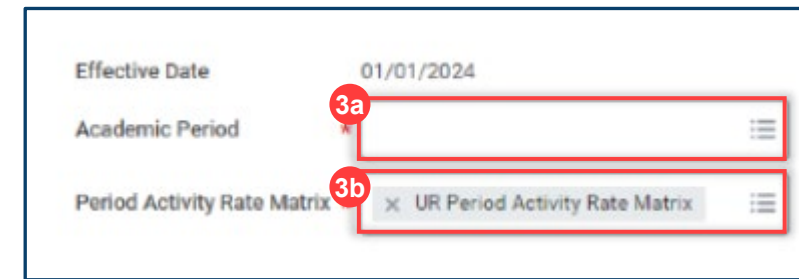 Effective Date 01/01/2024
3a
Academic Period *
3b
Period Activity Rate Matrix × UR Period Activity Rate Matrix